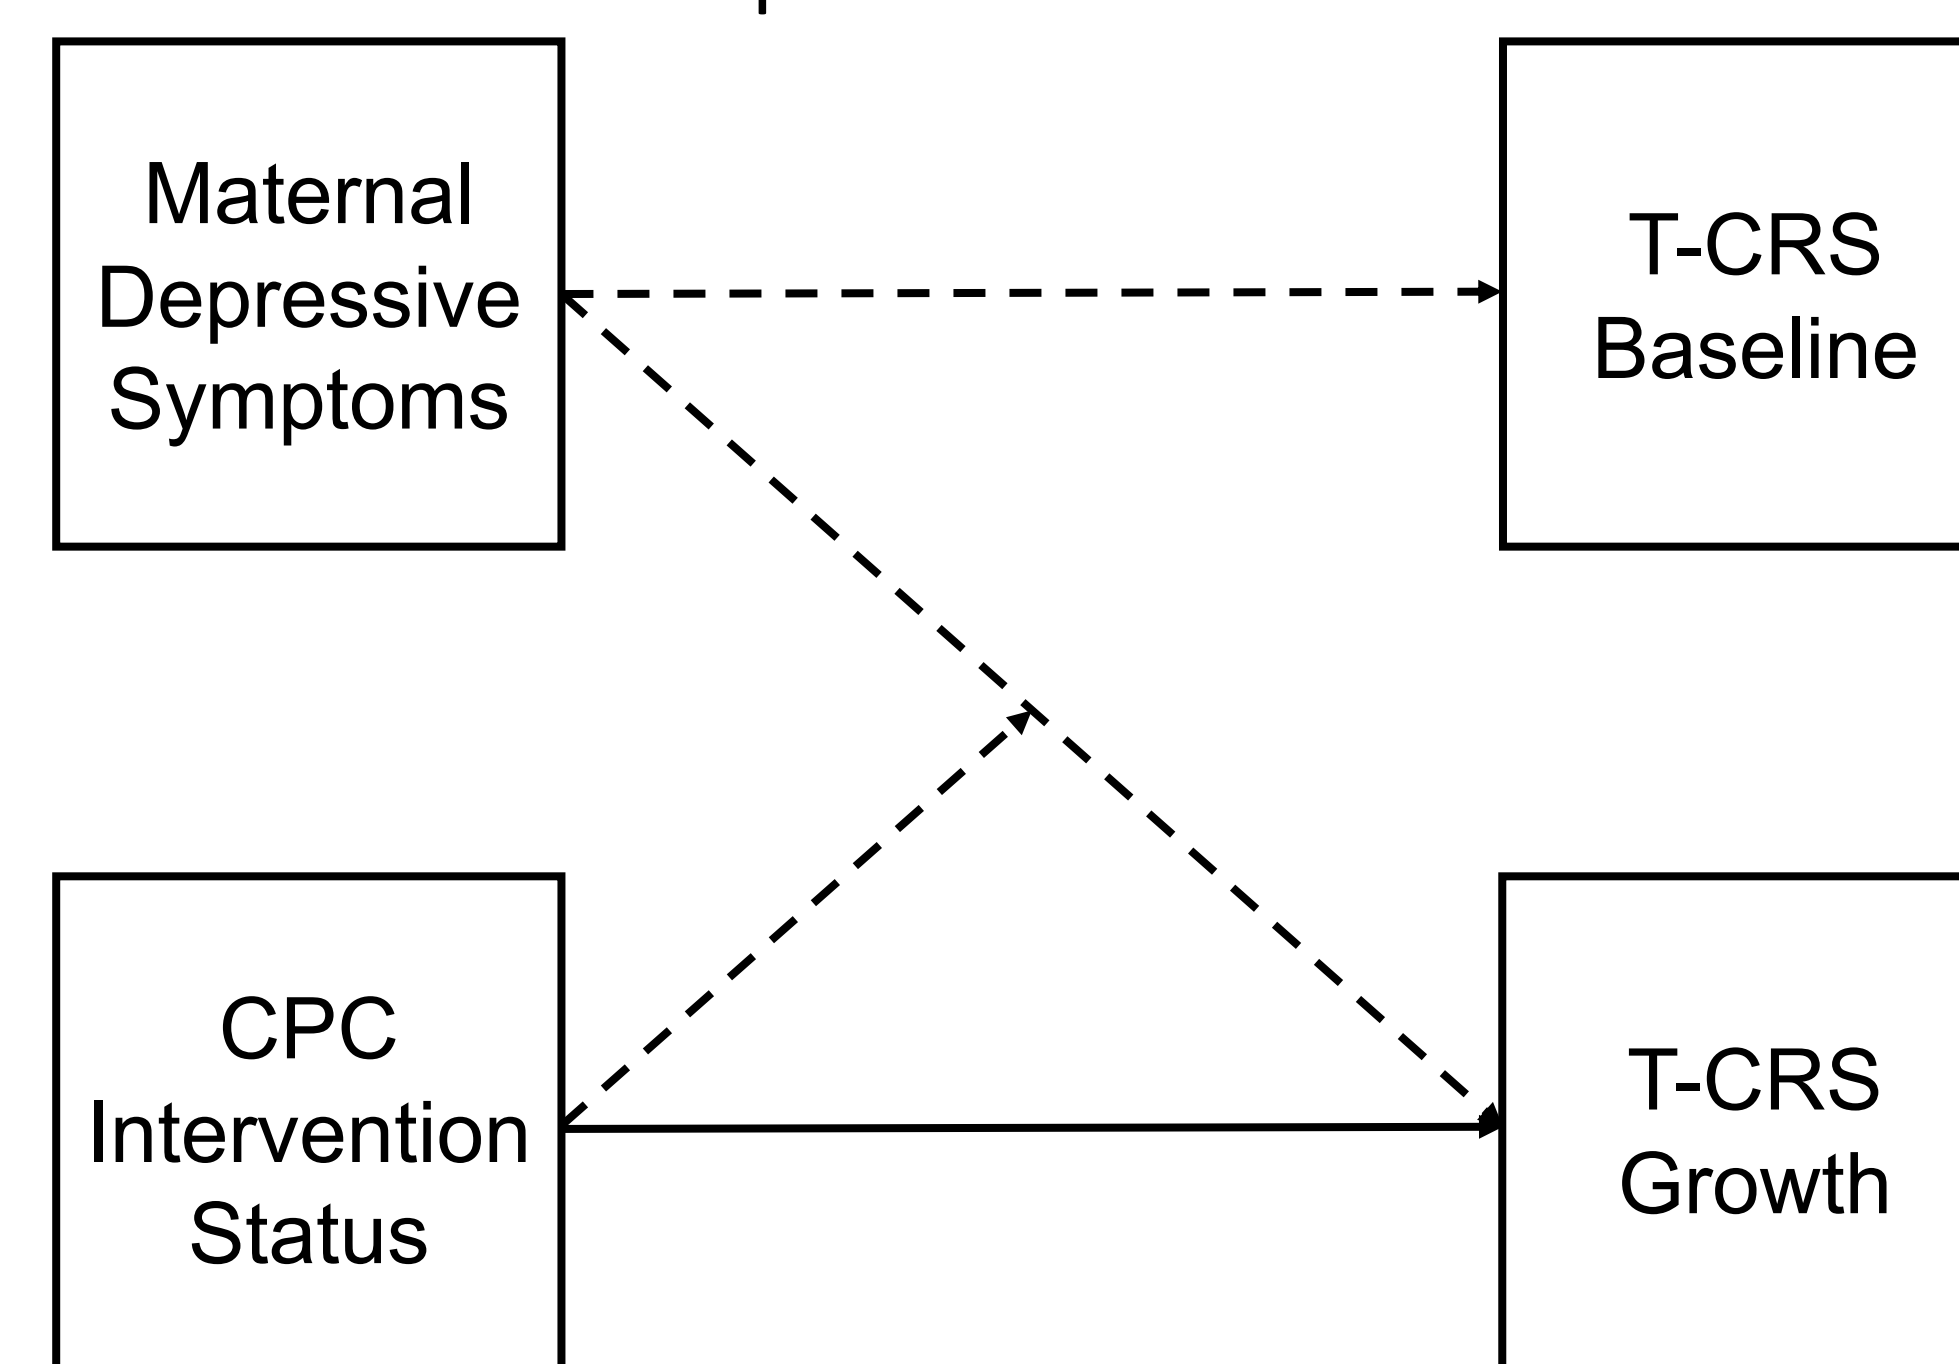 Maternal
Depressive
Symptoms
T-CRS
Baseline
CPC
Intervention
Status
T-CRS
Growth